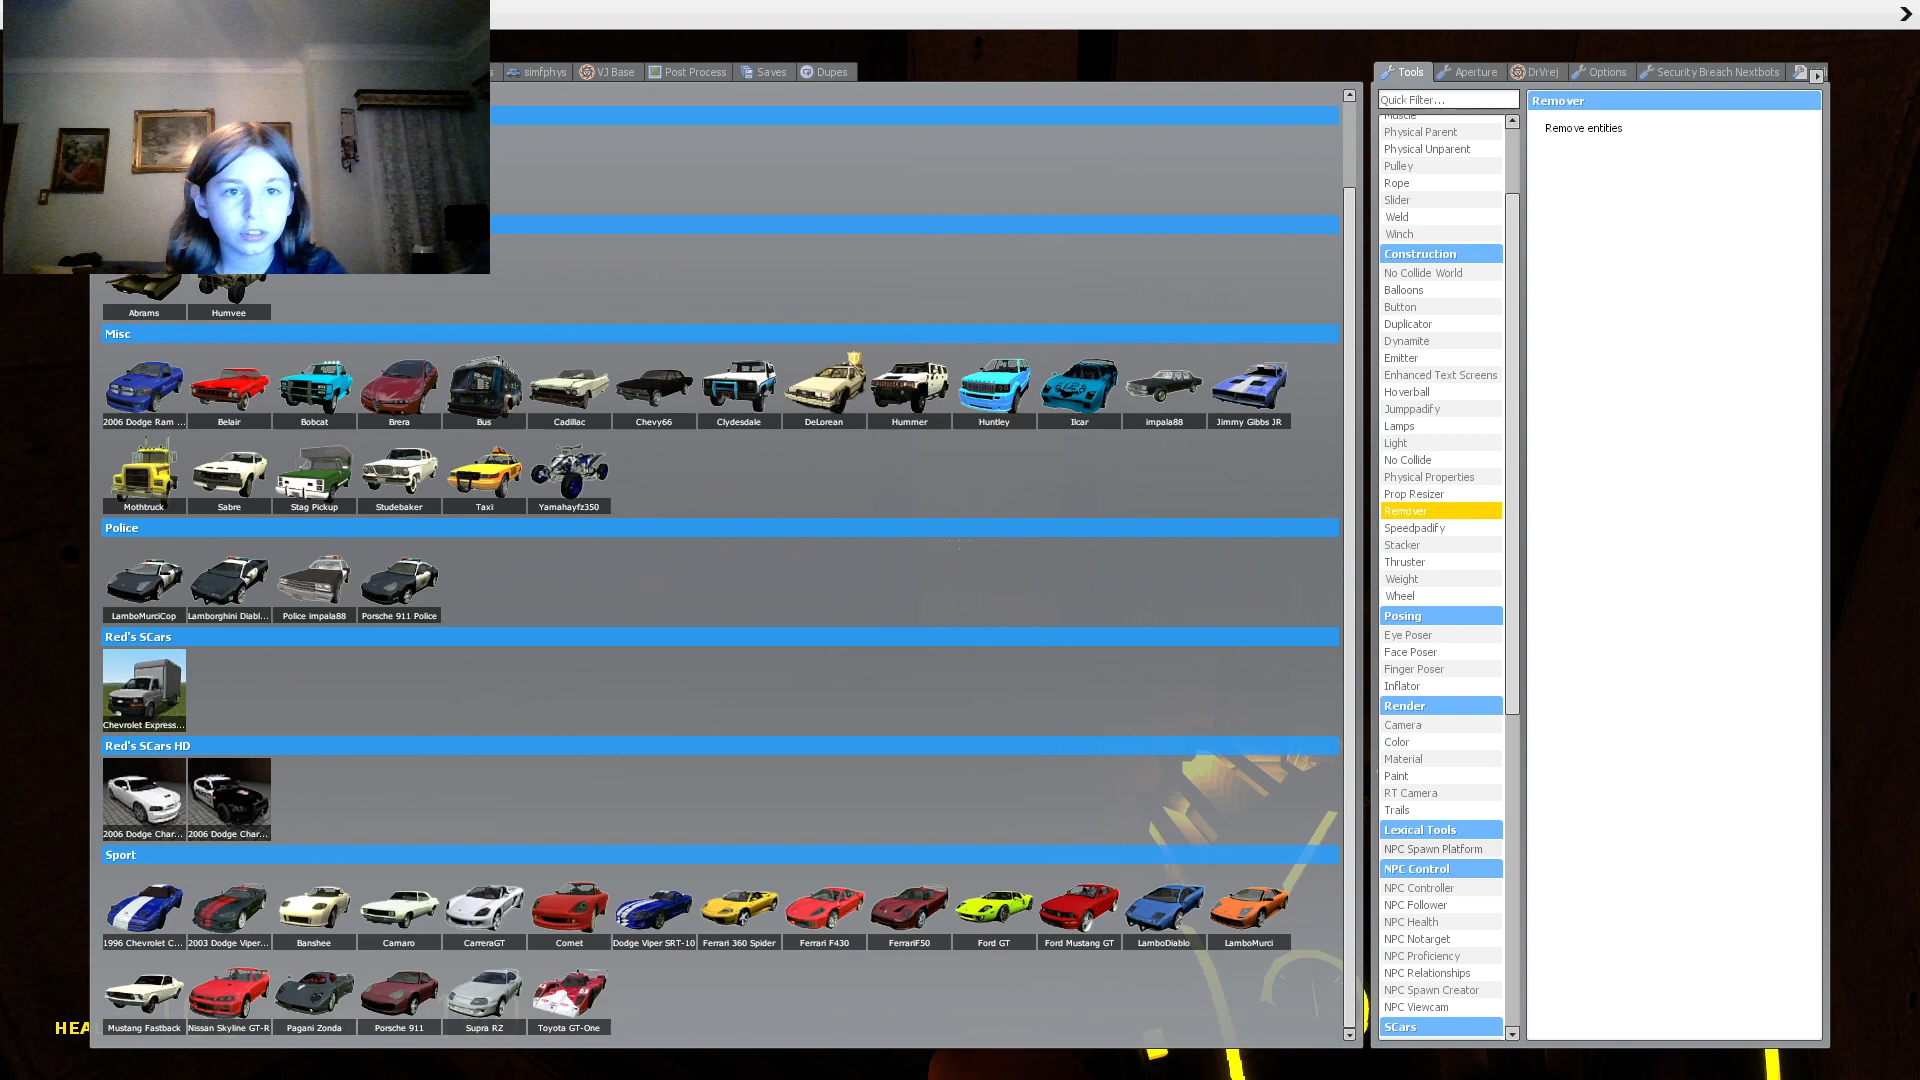 simfphys VJ Base Post Process Saves Dupes
Tools Aperture DrVrej Options Security Breach Nextbots
Quick Filter...
Remover
Remove entities
Muscle
Physical Parent
Physical Unparent
Pulley
Rope
Slider
Weld
Winch
Construction
No Collide World
Balloons
Button
Duplicator
Dynamite
Emitter
Enhanced Text Screens
Hoverball
Jumppadify
Lamps
Light
No Collide
Physical Properties
Prop Resizer
Remover
Speedpadify
Stacker
Thruster
Weight
Wheel
Posing
Eye Poser
Face Poser
Finger Poser
Inflator
Render
Camera
Color
Material
Paint
RT Camera
Trails
Lexical Tools
NPC Spawn Platform
NPC Control
NPC Controller
NPC Follower
NPC Health
NPC Notarget
NPC Proficiency
NPC Relationships
NPC Spawn Creator
NPC Viewcam
SCars
Abrams Humvee
Misc
2006 Dodge Ram ... Belair Bobcat Brera Bus Cadillac Chevy66 Clydesdale DeLorean Hummer Huntley Ilcar impala88 Jimmy Gibbs JR
Mothtruck Sabre Stag Pickup Studebaker Taxi Yamahayfz350
Police
LamboMurciCop Lamborghini Diabl... Police impala88 Porsche 911 Police
Red's SCars
Chevrolet Express...
Red's SCars HD
2006 Dodge Char... 2006 Dodge Char...
Sport
1996 Chevrolet C... 2003 Dodge Viper... Banshee Camaro CarreraGT Comet Dodge Viper SRT-10 Ferrari 360 Spider Ferrari F430 FerrariF50 Ford GT Ford Mustang GT LamboDiablo LamboMurci
Mustang Fastback Nissan Skyline GT-R Pagani Zonda Porsche 911 Supra RZ Toyota GT-One
HEA